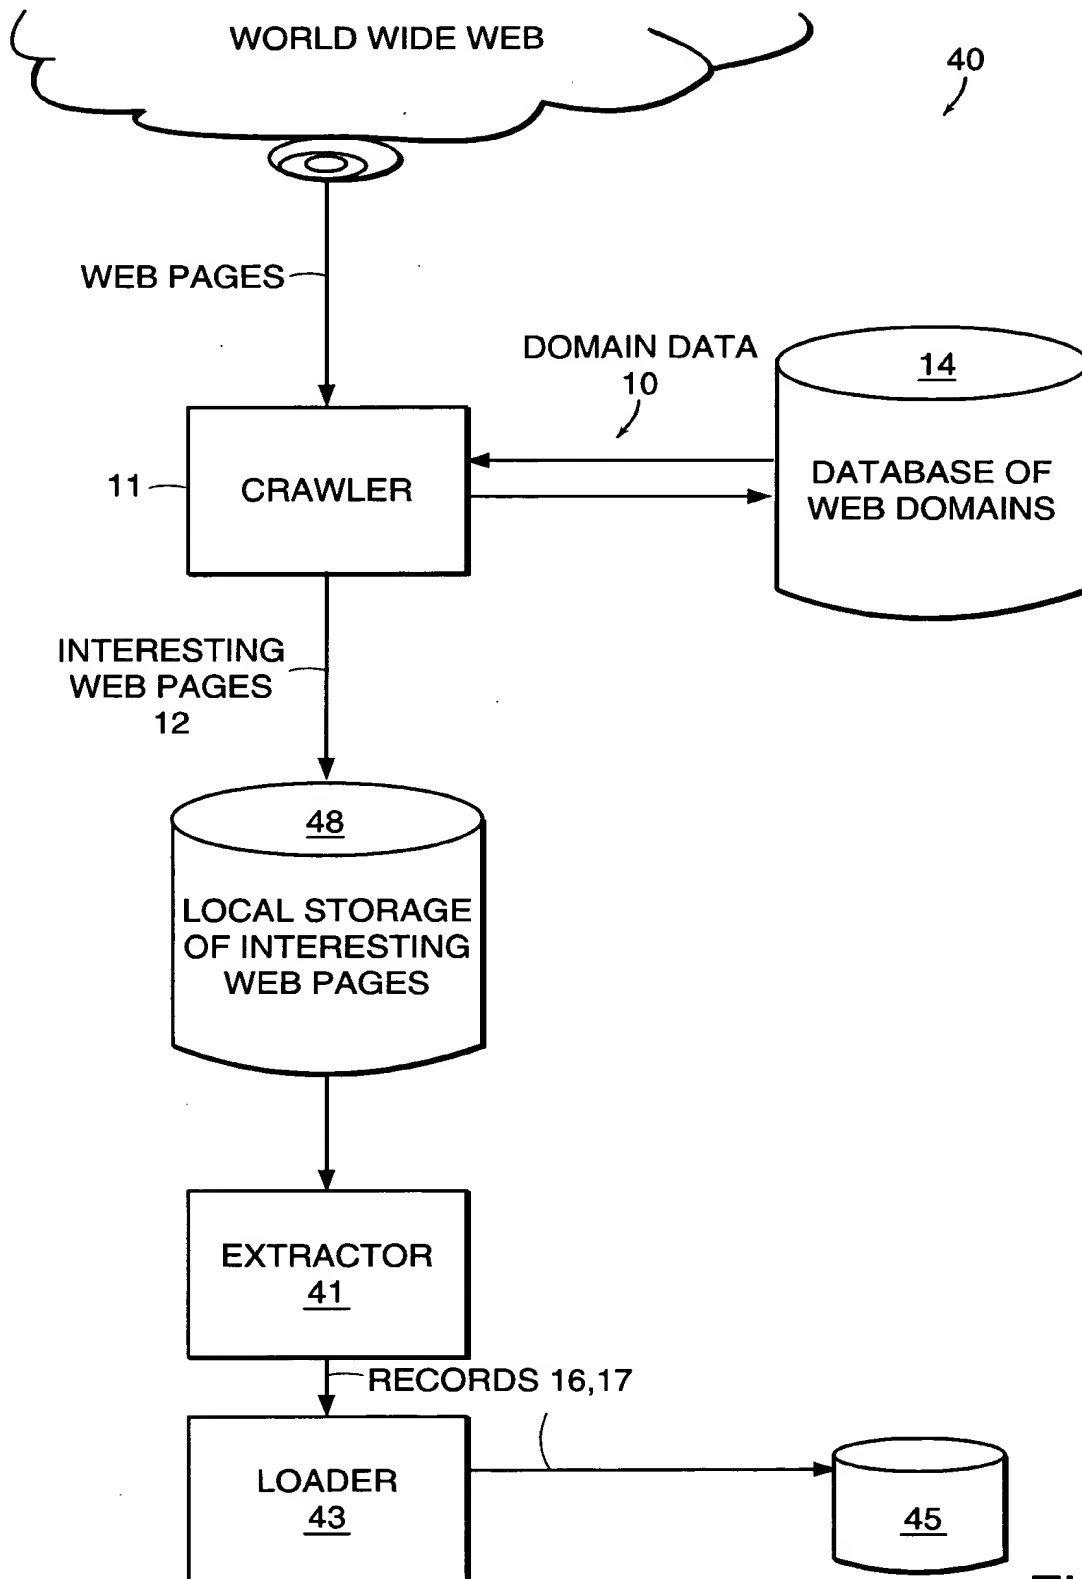 WORLD WIDE WEB
40
WEB PAGES
DOMAIN DATA
10
14
DATABASE OF
WEB DOMAINS
11
CRAWLER
INTERESTING
WEB PAGES
12
48
LOCAL STORAGE
OF INTERESTING
WEB PAGES
EXTRACTOR
41
RECORDS 16,17
LOADER
43
45